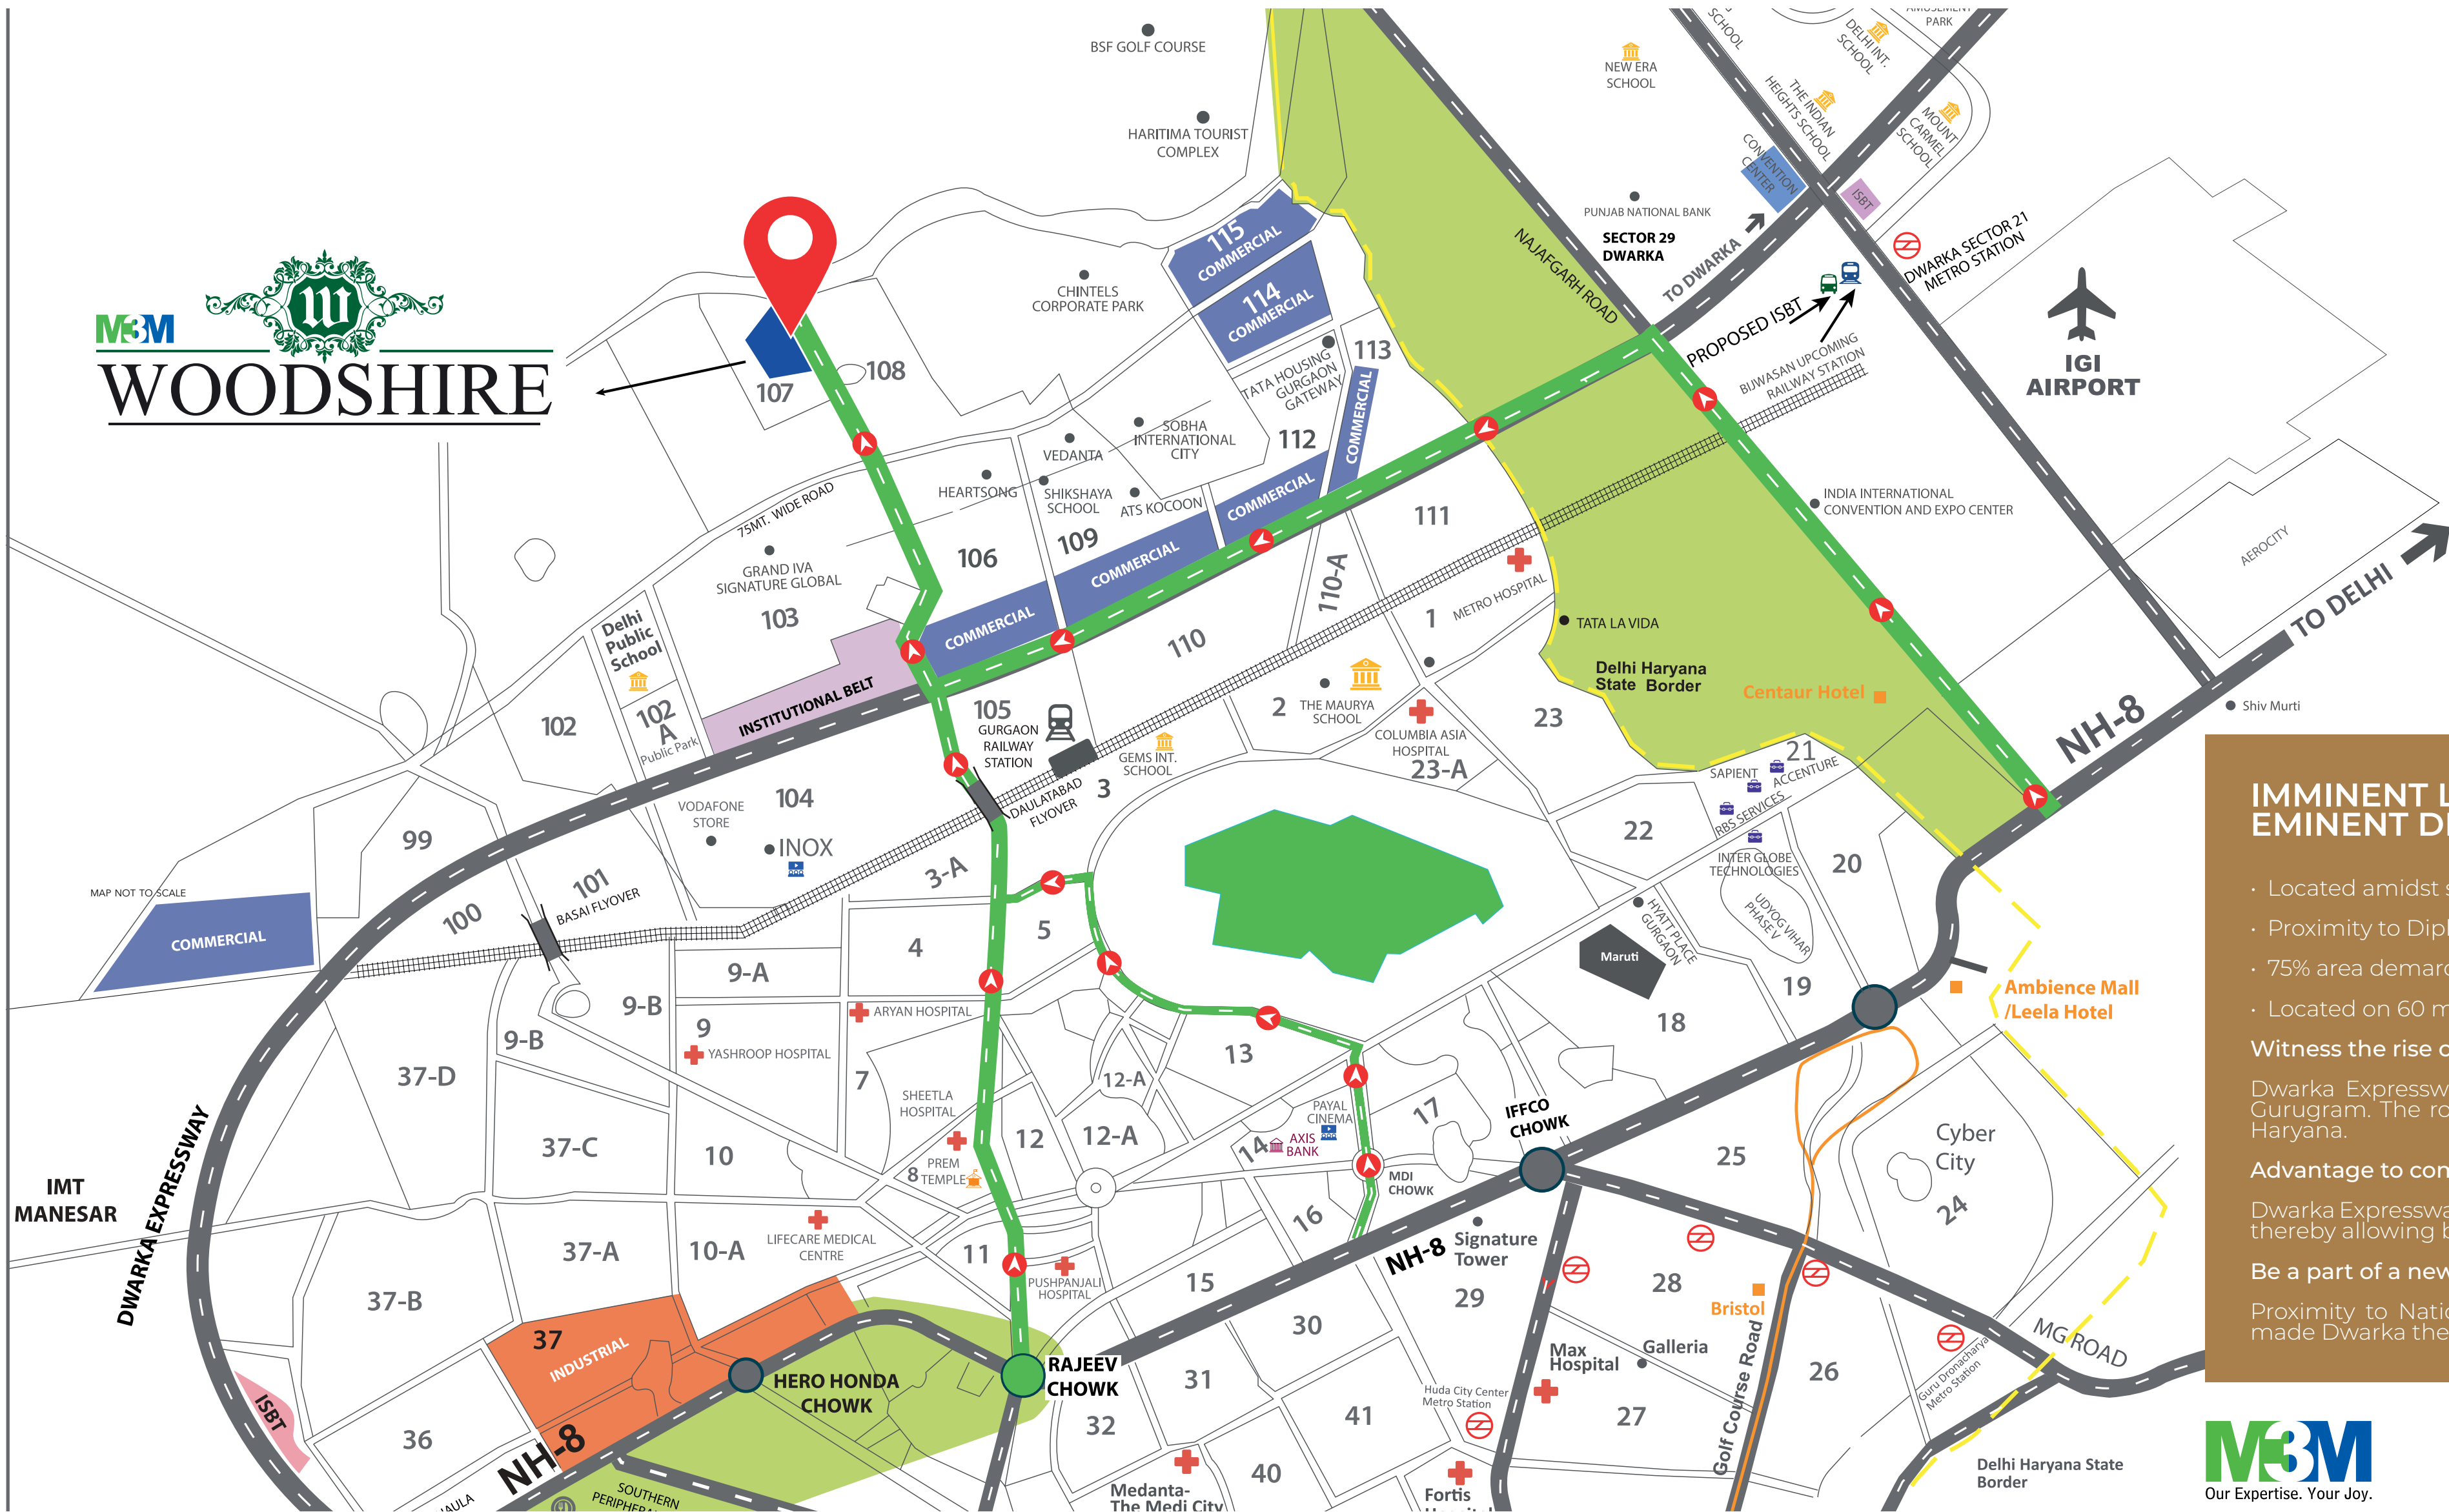 BSF GOLF COURSE
HARITIMA TOURIST
COMPLEX
NEW ERA
SCHOOL
SCHOOL
DELHI INT.
SCHOOL
AMUSEMENT
PARK
THE INDIAN
HEIGHTS SCHOOL
MOUNT
CARMEL
SCHOOL
CONVENTION
CENTER
ISBT
PUNJAB NATIONAL BANK
SECTOR 29
DWARKA
NAJAFGARH ROAD
TO DWARKA
DWARKA SECTOR 21
METRO STATION
PROPOSED ISBT
BIJWASAN UPCOMING
RAILWAY STATION
IGI
AIRPORT
M3M
W
WOODSHIRE
115
COMMERCIAL
114
COMMERCIAL
CHINTELS
CORPORATE PARK
TATA HOUSING
GURGAON
GATEWAY
113
COMMERCIAL
112
107
108
SOBHA
INTERNATIONAL
CITY
VEDANTA
HEARTSONG
SHIKSHAYA
SCHOOL
ATS KOCOON
109
106
COMMERCIAL
COMMERCIAL
COMMERCIAL
111
110-A
110
1
METRO HOSPITAL
INDIA INTERNATIONAL
CONVENTION AND EXPO CENTER
AEROCITY
TO DELHI
75MT. WIDE ROAD
GRAND IVA
SIGNATURE GLOBAL
103
Delhi
Public
School
102
102
A
Public Park
INSTITUTIONAL BELT
105
GURGAON
RAILWAY
STATION
GEMS INT.
SCHOOL
2
THE MAURYA
SCHOOL
COLUMBIA ASIA
HOSPITAL
23-A
23
TATA LA VIDA
Delhi Haryana
State Border
Centaur Hotel
NH-8
Shiv Murti
21
SAPIENT
ACCENTURE
RBS SERVICES
INTER GLOBE
TECHNOLOGIES
22
20
UDYOG VIHAR
PHASE V
104
VODAFONE
STORE
INOX
DAULATABAD
FLYOVER
3
3-A
99
MAP NOT TO SCALE
COMMERCIAL
100
101
BASAI FLYOVER
4
5
9-A
9-B
9-B
9
ARYAN HOSPITAL
YASHROOP HOSPITAL
7
HYATT PLACE
GURGAON
Maruti
19
18
Ambience Mall
/Leela Hotel
13
12-A
12-A
12
SHEETLA
HOSPITAL
PREM
TEMPLE
8
PAYAL
CINEMA
AXIS
BANK
14
17
MDI
CHOWK
IFFCO
CHOWK
25
Cyber
City
24
37-D
37-C
10
IMT
MANESAR
DWARKA EXPRESSWAY
37-A
10-A
LIFECARE MEDICAL
CENTRE
11
PUSHPANJALI
HOSPITAL
16
15
NH-8
Signature
Tower
29
28
Bristol
Galleria
Max
Hospital
Golf Course Road
26
27
MG ROAD
Guru Dronacharya
Metro Station
37-B
37
INDUSTRIAL
HERO HONDA
CHOWK
RAJEEV
CHOWK
30
31
32
41
40
Huda City Center
Metro Station
ISBT
36
NH-8
SOUTHERN
Medanta-
The Medi City
Fortis
Delhi Haryana State
Border
IMMINENT
EMINENT
· Located amidst
· Proximity to
· 75% area
· Located on 60
Witness the rise
Dwarka
Gurugram. The
Haryana.
Advantage to
Dwarka
thereby allowing
Be a part of a new
Proximity to
made Dwarka the
M3M
Our Expertise. Your Joy.